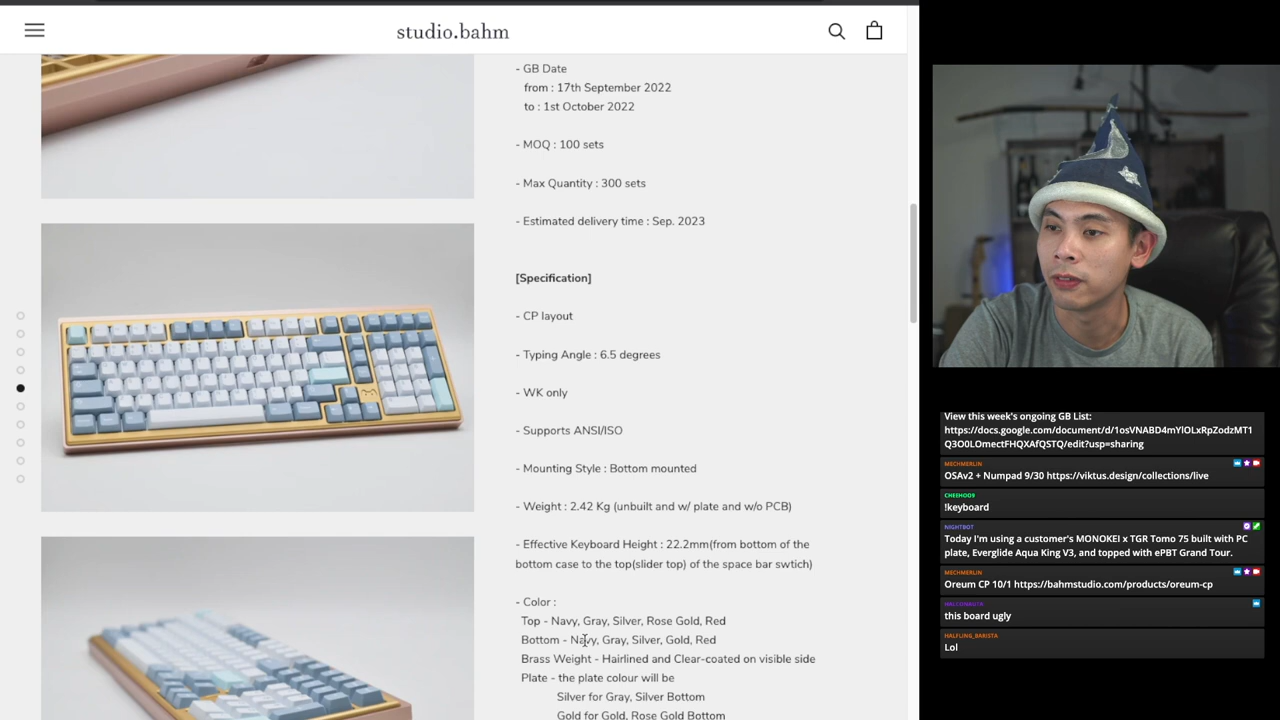 studio.bahm
- GB Date
from : 17th September 2022
to : 1st October 2022
- MOQ : 100 sets
- Max Quantity : 300 sets
- Estimated delivery time : Sep. 2023
[Specification]
- CP layout
- Typing Angle : 6.5 degrees
- WK only
- Supports ANSI/ISO
- Mounting Style : Bottom mounted
- Weight : 2.42 Kg (unbuilt and w/ plate and w/o PCB)
- Effective Keyboard Height : 22.2mm(from bottom of the
bottom case to the top(slider top) of the space bar swtich)
- Color :
Top - Navy, Gray, Silver, Rose Gold, Red
Bottom - Navy, Gray, Silver, Gold, Red
Brass Weight - Hairlined and Clear-coated on visible side
Plate - the plate colour will be
Silver for Gray, Silver Bottom
Gold for Gold, Rose Gold Bottom
View this week's ongoing GB List:
https://docs.google.com/document/d/1osVNABD4mYlOLxRpZodzMT1
Q3O0LOmectFHQXAfQSTQ/edit?usp=sharing
MECHMERLIN
OSAv2 + Numpad 9/30 https://viktus.design/collections/live
CHEEHOO9
!keyboard
NIGHTBOT
Today I'm using a customer's MONOKEI x TGR Tomo 75 built with PC
plate, Everglide Aqua King V3, and topped with ePBT Grand Tour.
MECHMERLIN
Oreum CP 10/1 https://bahmstudio.com/products/oreum-cp
this board ugly
HALFLING_BARISTA
Lol